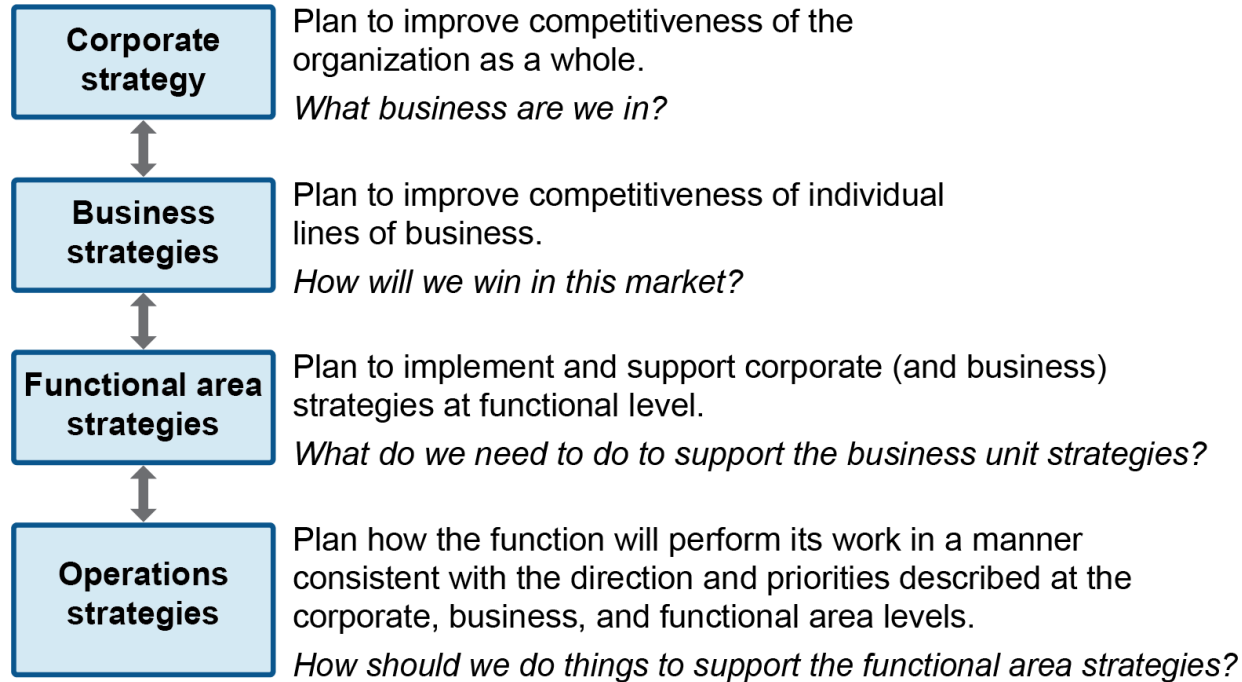 Corporate
strategy
Plan to improve competitiveness of the
organization as a whole.
What business are we in?
Business
strategies
Plan to improve competitiveness of individual
lines of business.
How will we win in this market?
Functional area
strategies
Plan to implement and support corporate (and business)
strategies at functional level.
What do we need to do to support the business unit strategies?
Operations
strategies
Plan how the function will perform its work in a manner
consistent with the direction and priorities described at the
corporate, business, and functional area levels.
How should we do things to support the functional area strategies?